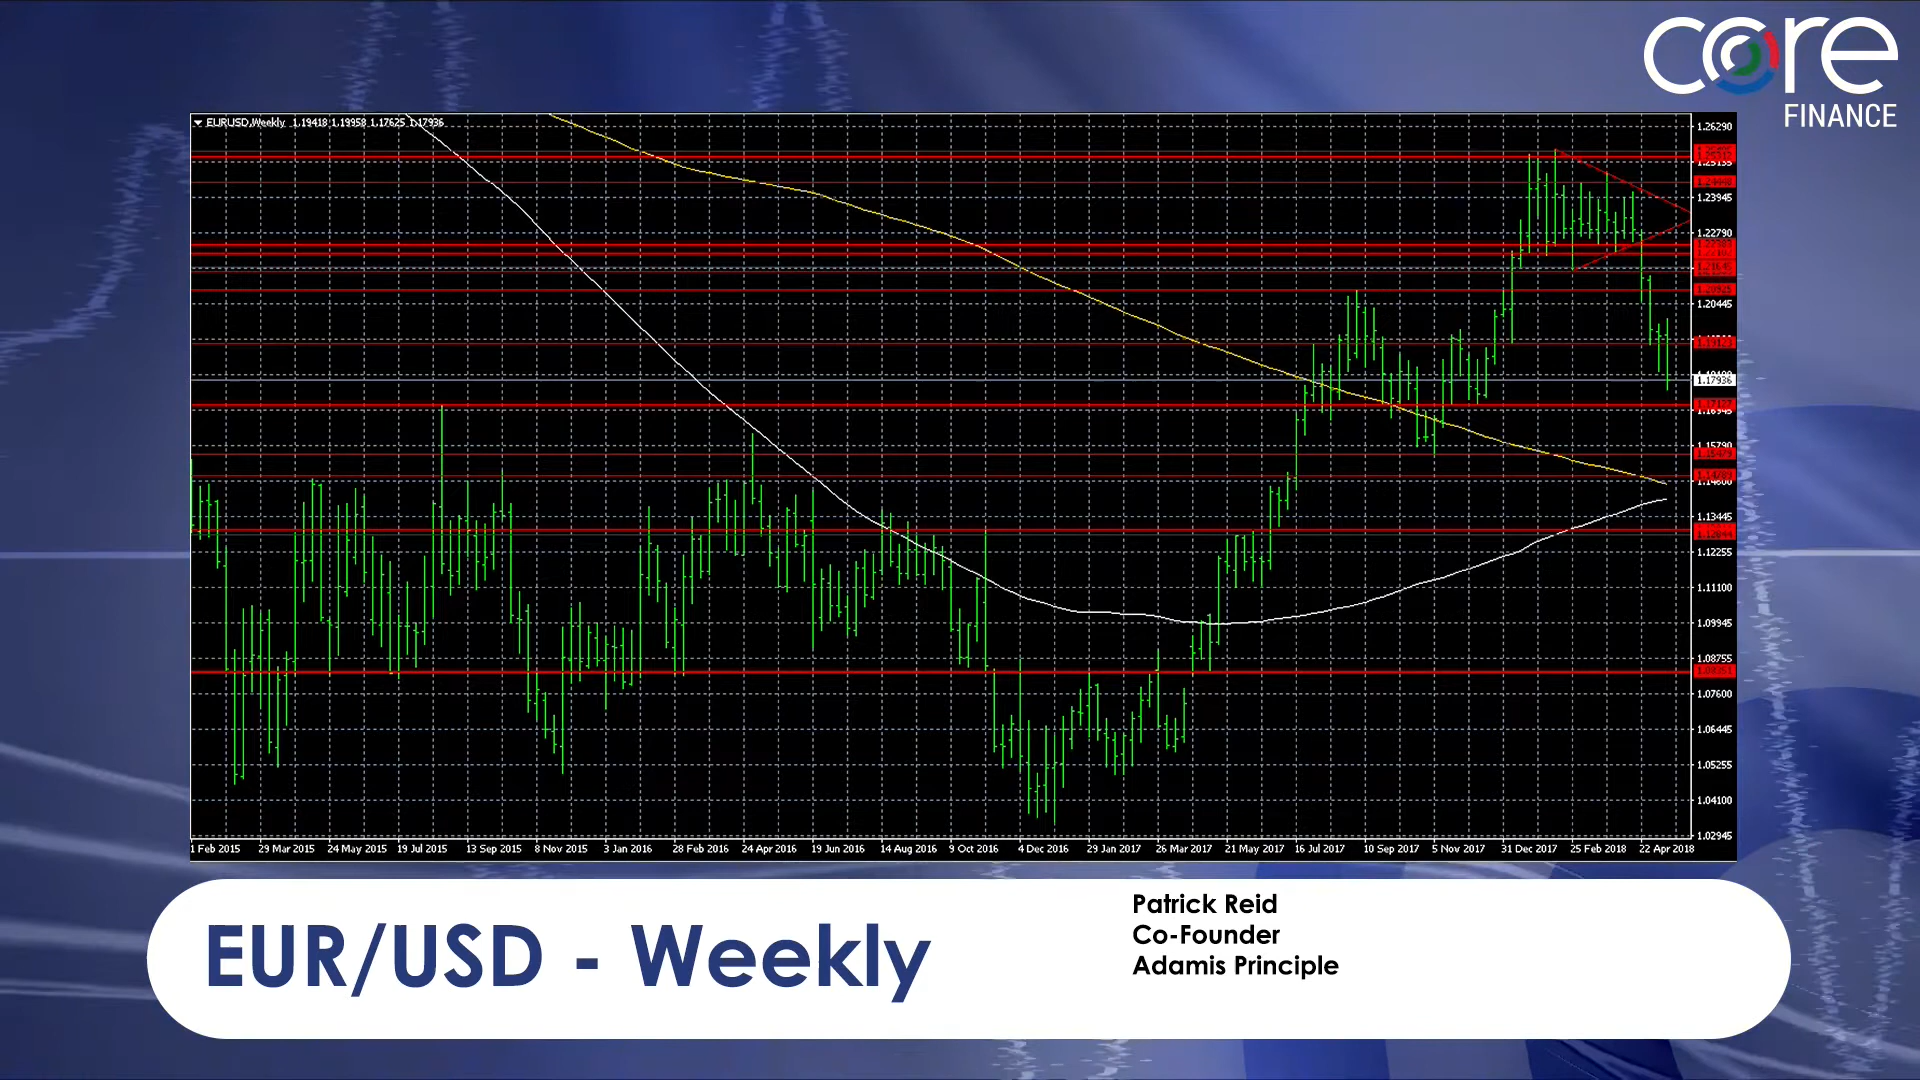 core
FINANCE
EURUSD,Weekly 1.19418 1.19958 1.17625 1.17936
1.26290
1.23945
1.22790
1.20445
1.17936
1.15790
1.14600
1.13445
1.12255
1.11100
1.09945
1.08755
1.07600
1.06445
1.05255
1.04100
1.02945
1 Feb 2015 29 Mar 2015 24 May 2015 19 Jul 2015 13 Sep 2015 8 Nov 2015 3 Jan 2016 28 Feb 2016 24 Apr 2016 19 Jun 2016 14 Aug 2016 9 Oct 2016 4 Dec 2016 29 Jan 2017 26 Mar 2017 21 May 2017 16 Jul 2017 10 Sep 2017 5 Nov 2017 31 Dec 2017 25 Feb 2018 22 Apr 2018
EUR/USD - Weekly
Patrick Reid
Co-Founder
Adamis Principle